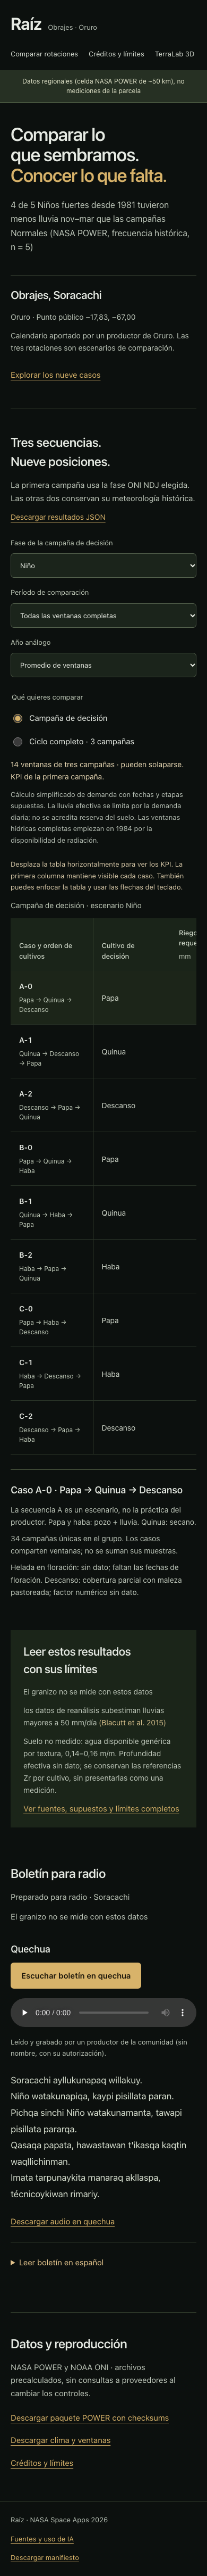 Raíz Obrajes · Oruro
Comparar rotaciones Créditos y límites TerraLab 3D
Datos regionales (celda NASA POWER de ~50 km), no
mediciones de la parcela
Comparar lo
que sembramos.
Conocer lo que falta.
4 de 5 Niños fuertes desde 1981 tuvieron
menos lluvia nov–mar que las campañas
Normales (NASA POWER, frecuencia histórica,
n = 5)
Obrajes, Soracachi
Oruro · Punto público −17,83, −67,00
Calendario aportado por un productor de Oruro. Las
tres rotaciones son escenarios de comparación.
Explorar los nueve casos
Tres secuencias.
Nueve posiciones.
La primera campaña usa la fase ONI NDJ elegida.
Las otras dos conservan su meteorología histórica.
Descargar resultados JSON
Fase de la campaña de decisión
Niño
Período de comparación
Todas las ventanas completas
Año análogo
Promedio de ventanas
Qué quieres comparar
Campaña de decisión
Ciclo completo · 3 campañas
14 ventanas de tres campañas · pueden solaparse.
KPI de la primera campaña.
Cálculo simplificado de demanda con fechas y etapas
supuestas. La lluvia efectiva se limita por la demanda
diaria; no se acredita reserva del suelo. Las ventanas
hídricas completas empiezan en 1984 por la
disponibilidad de radiación.
Desplaza la tabla horizontalmente para ver los KPI. La
primera columna mantiene visible cada caso. También
puedes enfocar la tabla y usar las flechas del teclado.
Campaña de decisión · escenario Niño
Caso y orden de
cultivos
Cultivo de
decisión
Riego
reque
mm
A-0
Papa → Quinua →
Descanso
Papa
A-1
Quinua → Descanso
→ Papa
Quinua
A-2
Descanso → Papa →
Quinua
Descanso
B-0
Papa → Quinua →
Haba
Papa
B-1
Quinua → Haba →
Papa
Quinua
B-2
Haba → Papa →
Quinua
Haba
C-0
Papa → Haba →
Descanso
Papa
C-1
Haba → Descanso →
Papa
Haba
C-2
Descanso → Papa →
Haba
Descanso
Caso A-0 · Papa → Quinua → Descanso
La secuencia A es un escenario, no la práctica del
productor. Papa y haba: pozo + lluvia. Quinua: secano.
34 campañas únicas en el grupo. Los casos
comparten ventanas; no se suman sus muestras.
Helada en floración: sin dato; faltan las fechas de
floración. Descanso: cobertura parcial con maleza
pastoreada; factor numérico sin dato.
Leer estos resultados
con sus límites
El granizo no se mide con estos datos
los datos de reanálisis subestiman lluvias
mayores a 50 mm/día (Blacutt et al. 2015)
Suelo no medido: agua disponible genérica
por textura, 0,14–0,16 m/m. Profundidad
efectiva sin dato; se conservan las referencias
Zr por cultivo, sin presentarlas como una
medición.
Ver fuentes, supuestos y límites completos
Boletín para radio
Preparado para radio · Soracachi
El granizo no se mide con estos datos
Quechua
Escuchar boletín en quechua
0:00 / 0:00
Leído y grabado por un productor de la comunidad (sin
nombre, con su autorización).
Soracachi ayllukunapaq willakuy.
Niño watakunapiqa, kaypi pisillata paran.
Pichqa sinchi Niño watakunamanta, tawapi
pisillata pararqa.
Qasaqa papata, hawastawan t'ikasqa kaqtin
waqllichinman.
Imata tarpunaykita manaraq akllaspa,
técnicoykiwan rimariy.
Descargar audio en quechua
Leer boletín en español
Datos y reproducción
NASA POWER y NOAA ONI · archivos
precalculados, sin consultas a proveedores al
cambiar los controles.
Descargar paquete POWER con checksums
Descargar clima y ventanas
Créditos y límites
Raíz · NASA Space Apps 2026
Fuentes y uso de IA
Descargar manifiesto